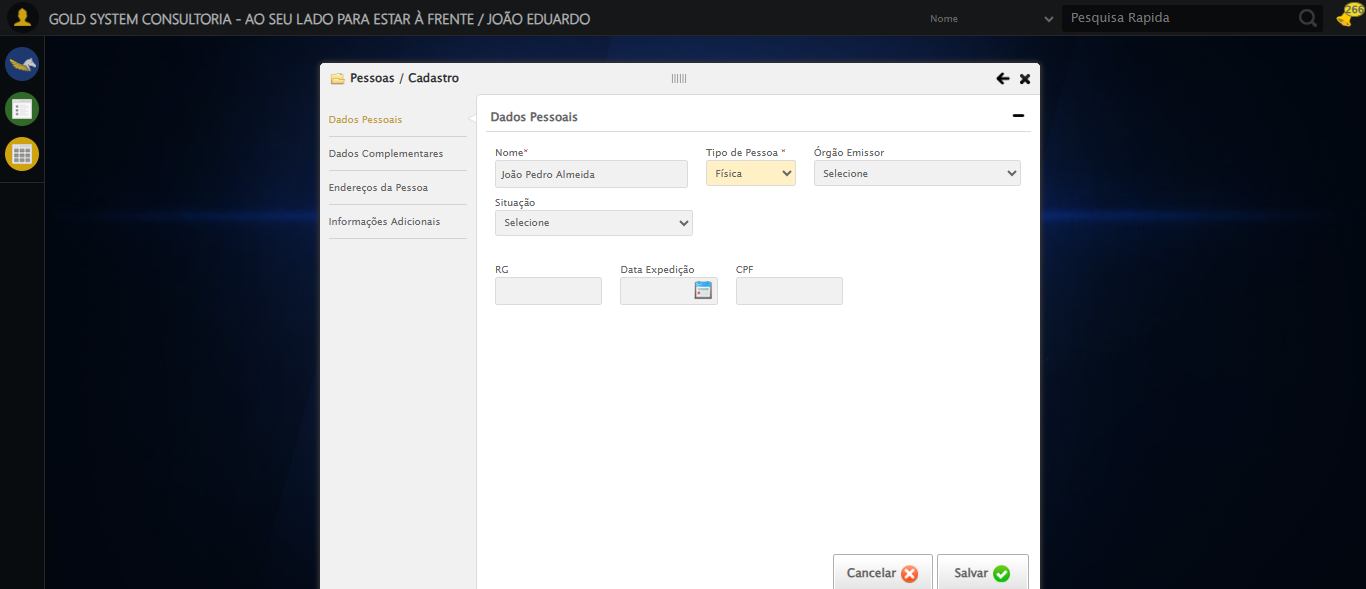 GOLD SYSTEM CONSULTORIA - AO SEU LADO PARA ESTAR À FRENTE / JOÃO EDUARDO
Nome
Pesquisa Rapida
266
Pessoas / Cadastro
Dados Pessoais
Dados Complementares
Endereços da Pessoa
Informações Adicionais
Dados Pessoais
Nome*
Tipo de Pessoa *
Órgão Emissor
João Pedro Almeida
Física
Selecione
Situação
Selecione
RG
Data Expedição
CPF
Cancelar
Salvar